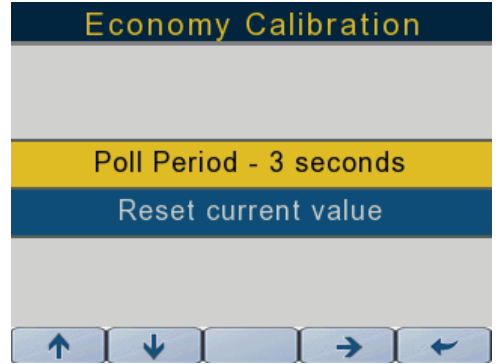 Economy Calibration
Poll Period - 3 seconds
Reset current value